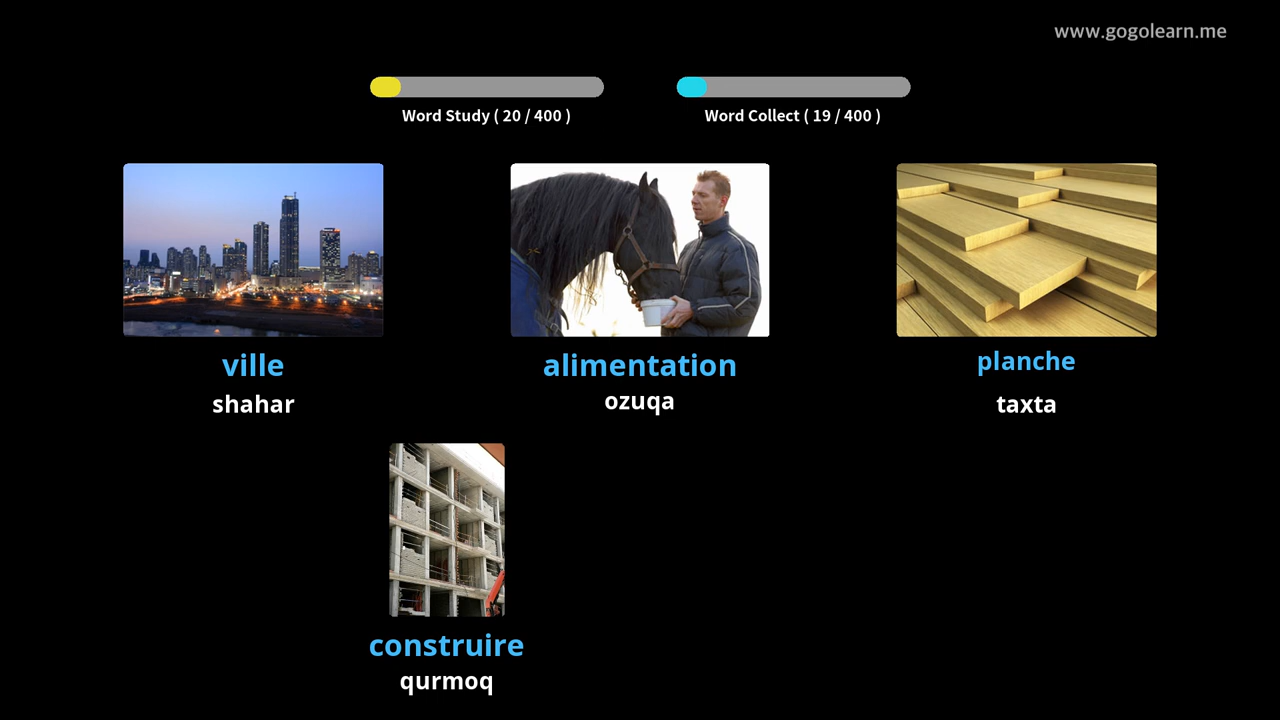 www.gogolearn.me
Word Study ( 20 / 400 )
Word Collect ( 19 / 400 )
ville
shahar
alimentation
ozuqa
planche
taxta
construire
qurmoq